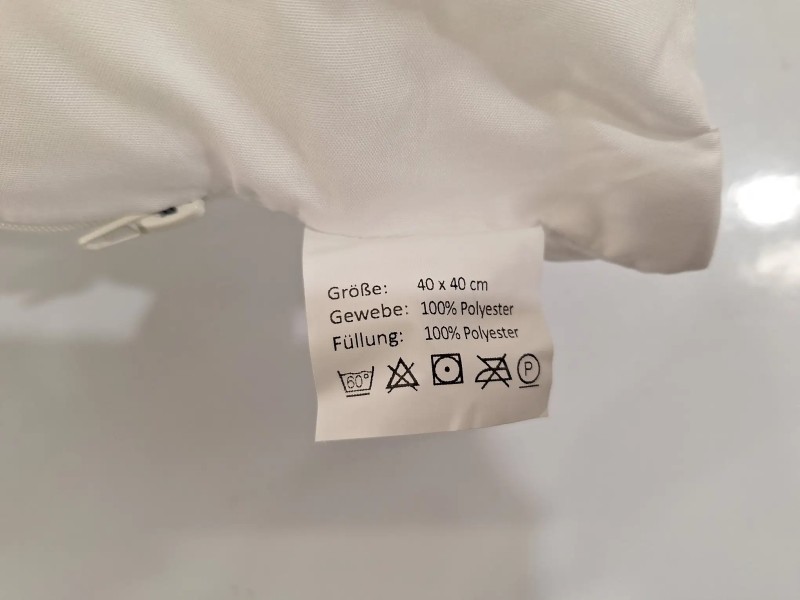 Größe: 40 x 40 cm
Gewebe: 100% Polyester
Füllung: 100% Polyester
60° P